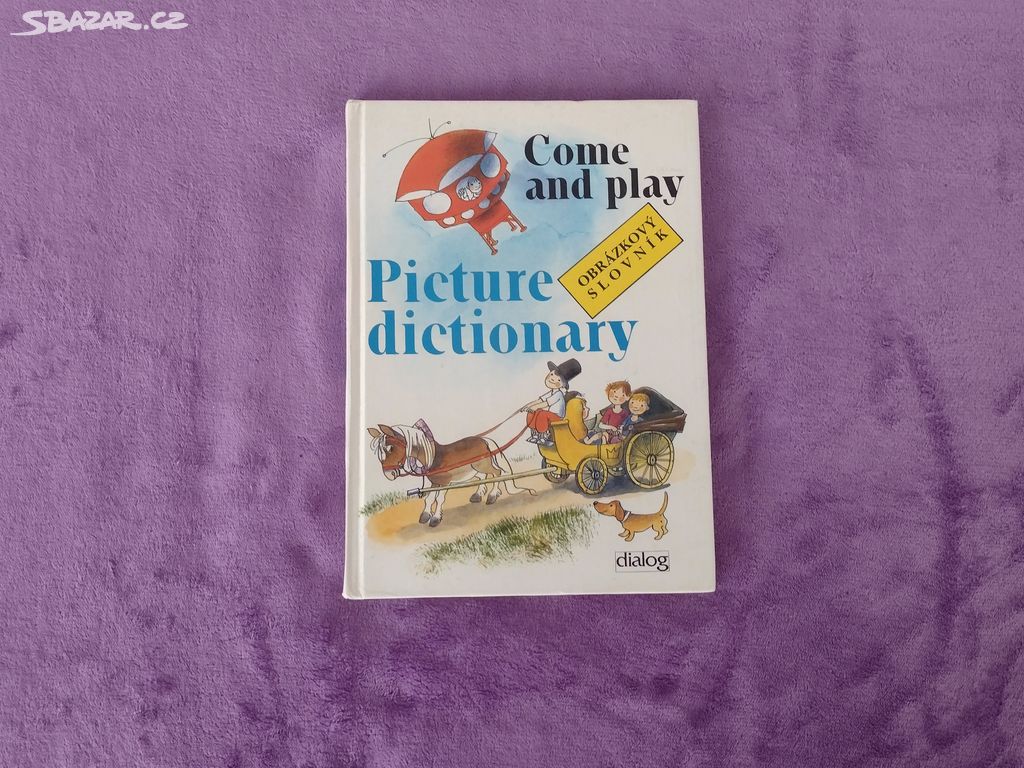 SBAZAR.CZ
Come
and play
OBRÁZKOVÝ
SLOVNÍK
Picture
dictionary
dialog